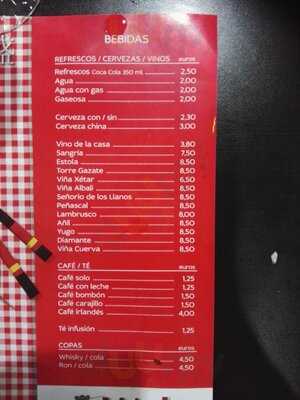 BEBIDAS
REFRESCOS / CERVEZAS / VINOS euros
Refrescos Coca Cola 350 ml. 2,50
Agua 2,00
Agua con gas 2,00
Gaseosa 2,00
Cerveza con / sin 2,30
Cerveza china 3,00
Vino de la casa 3,80
Sangría 7,50
Estola 8,50
Torre Gazate 8,50
Viña Xétar 6,50
Viña Albali 8,50
Señorio de los Llanos 8,50
Peñascal 8,50
Lambrusco 8,00
Añil 8,50
Yugo 8,50
Diamante 8,50
Viña Cuerva 8,50
CAFÉ / TÉ euros
Café solo 1,25
Café con leche 1,25
Café bombón 1,50
Café carajillo 1,50
Café irlandés 4,00
Té infusión 1,25
COPAS euros
Whisky / cola 4,50
Ron / cola 4,50